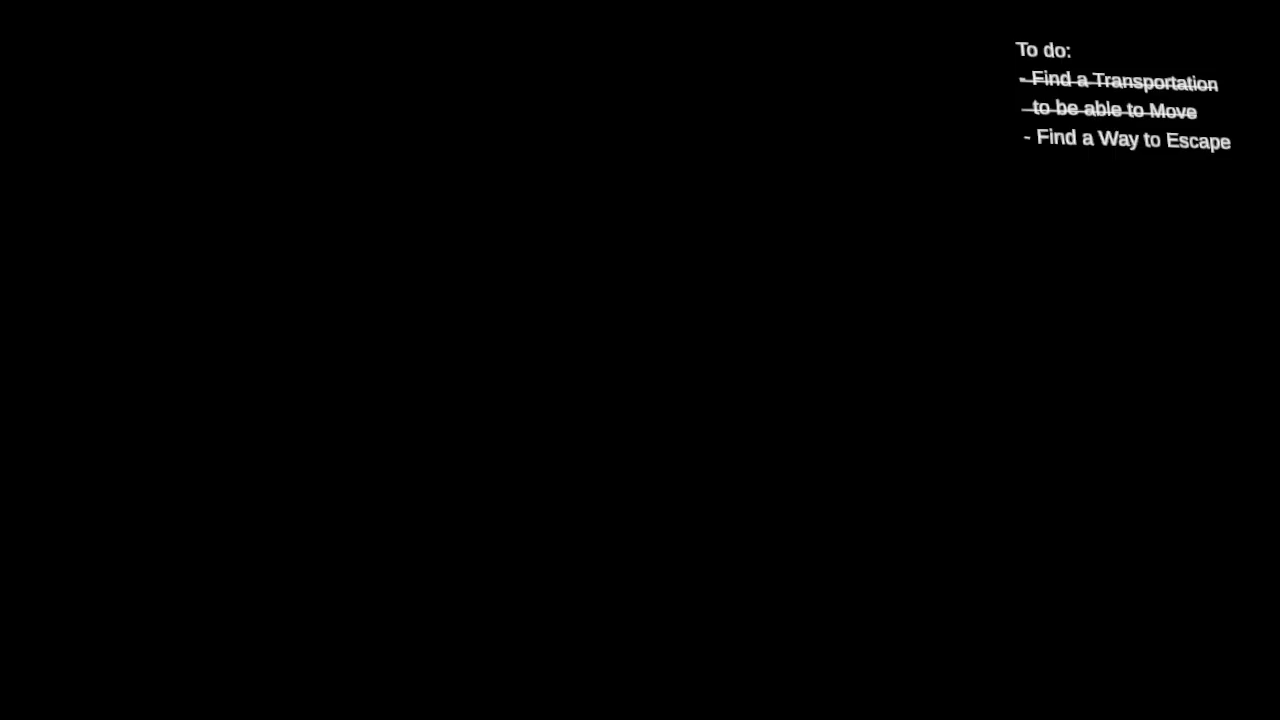 To do:
- Find a Transportation
to be able to Move
- Find a Way to Escape